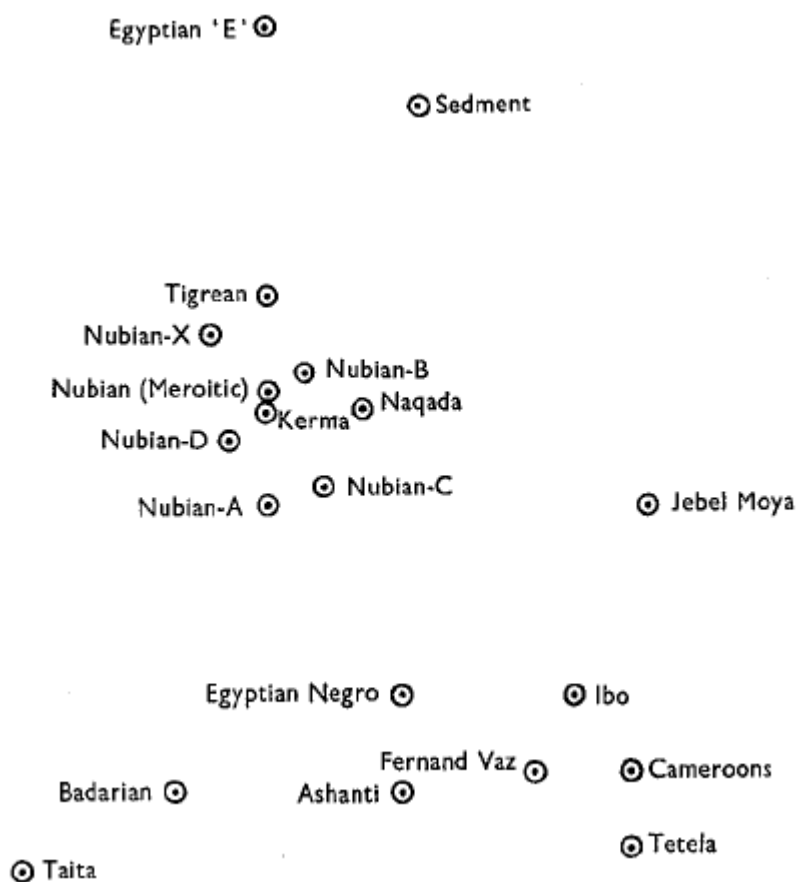 Egyptian 'E'
Sedment
Tigrean
Nubian-X
Nubian-B
Nubian (Meroitic)
Kerma
Naqada
Nubian-D
Nubian-C
Nubian-A
Jebel Moya
Egyptian Negro
Ibo
Fernand Vaz
Cameroons
Badarian
Ashanti
Tetela
Taita